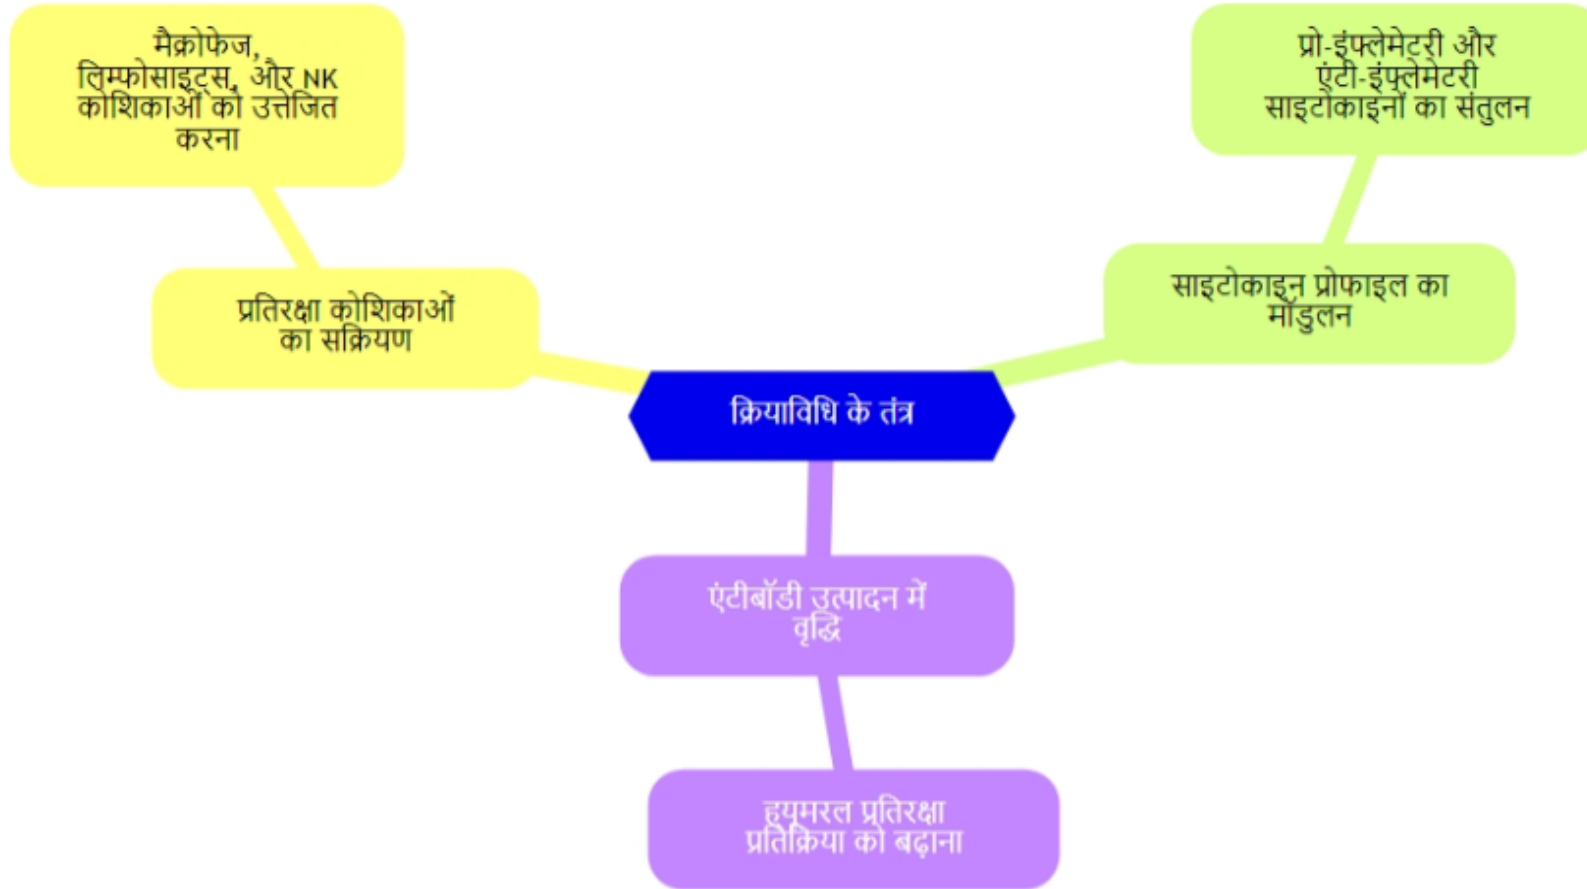 मैक्रोफेज,
लिम्फोसाइट्स, और NK
कोशिकाओं को उत्तेजित
करना
प्रतिरक्षा कोशिकाओं
का सक्रियण
प्रो-इंफ्लेमेटरी और
एंटी-इंफ्लेमेटरी
साइटोकाइनों का संतुलन
साइटोकाइन प्रोफाइल का
मॉडुलन
क्रियाविधि के तंत्र
एंटीबॉडी उत्पादन में
वृद्धि
हयूमरल प्रतिरक्षा
प्रतिक्रिया को बढ़ाना